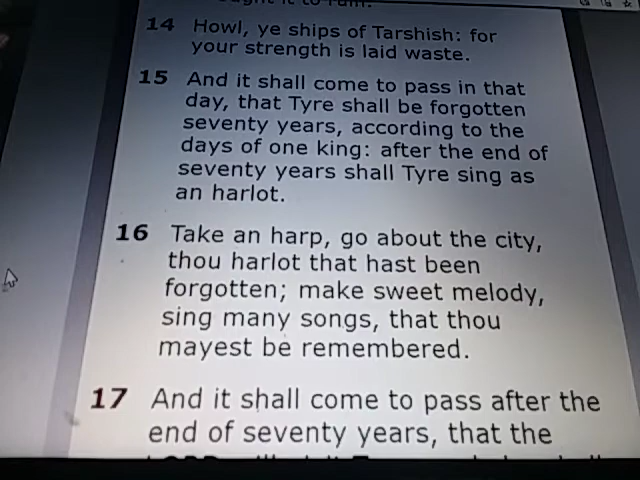 14 Howl, ye ships of Tarshish: for
your strength is laid waste.
15 And it shall come to pass in that
day, that Tyre shall be forgotten
seventy years, according to the
days of one king: after the end of
seventy years shall Tyre sing as
an harlot.
16 Take an harp, go about the city,
thou harlot that hast been
forgotten; make sweet melody,
sing many songs, that thou
mayest be remembered.
17 And it shall come to pass after the
end of seventy years, that the